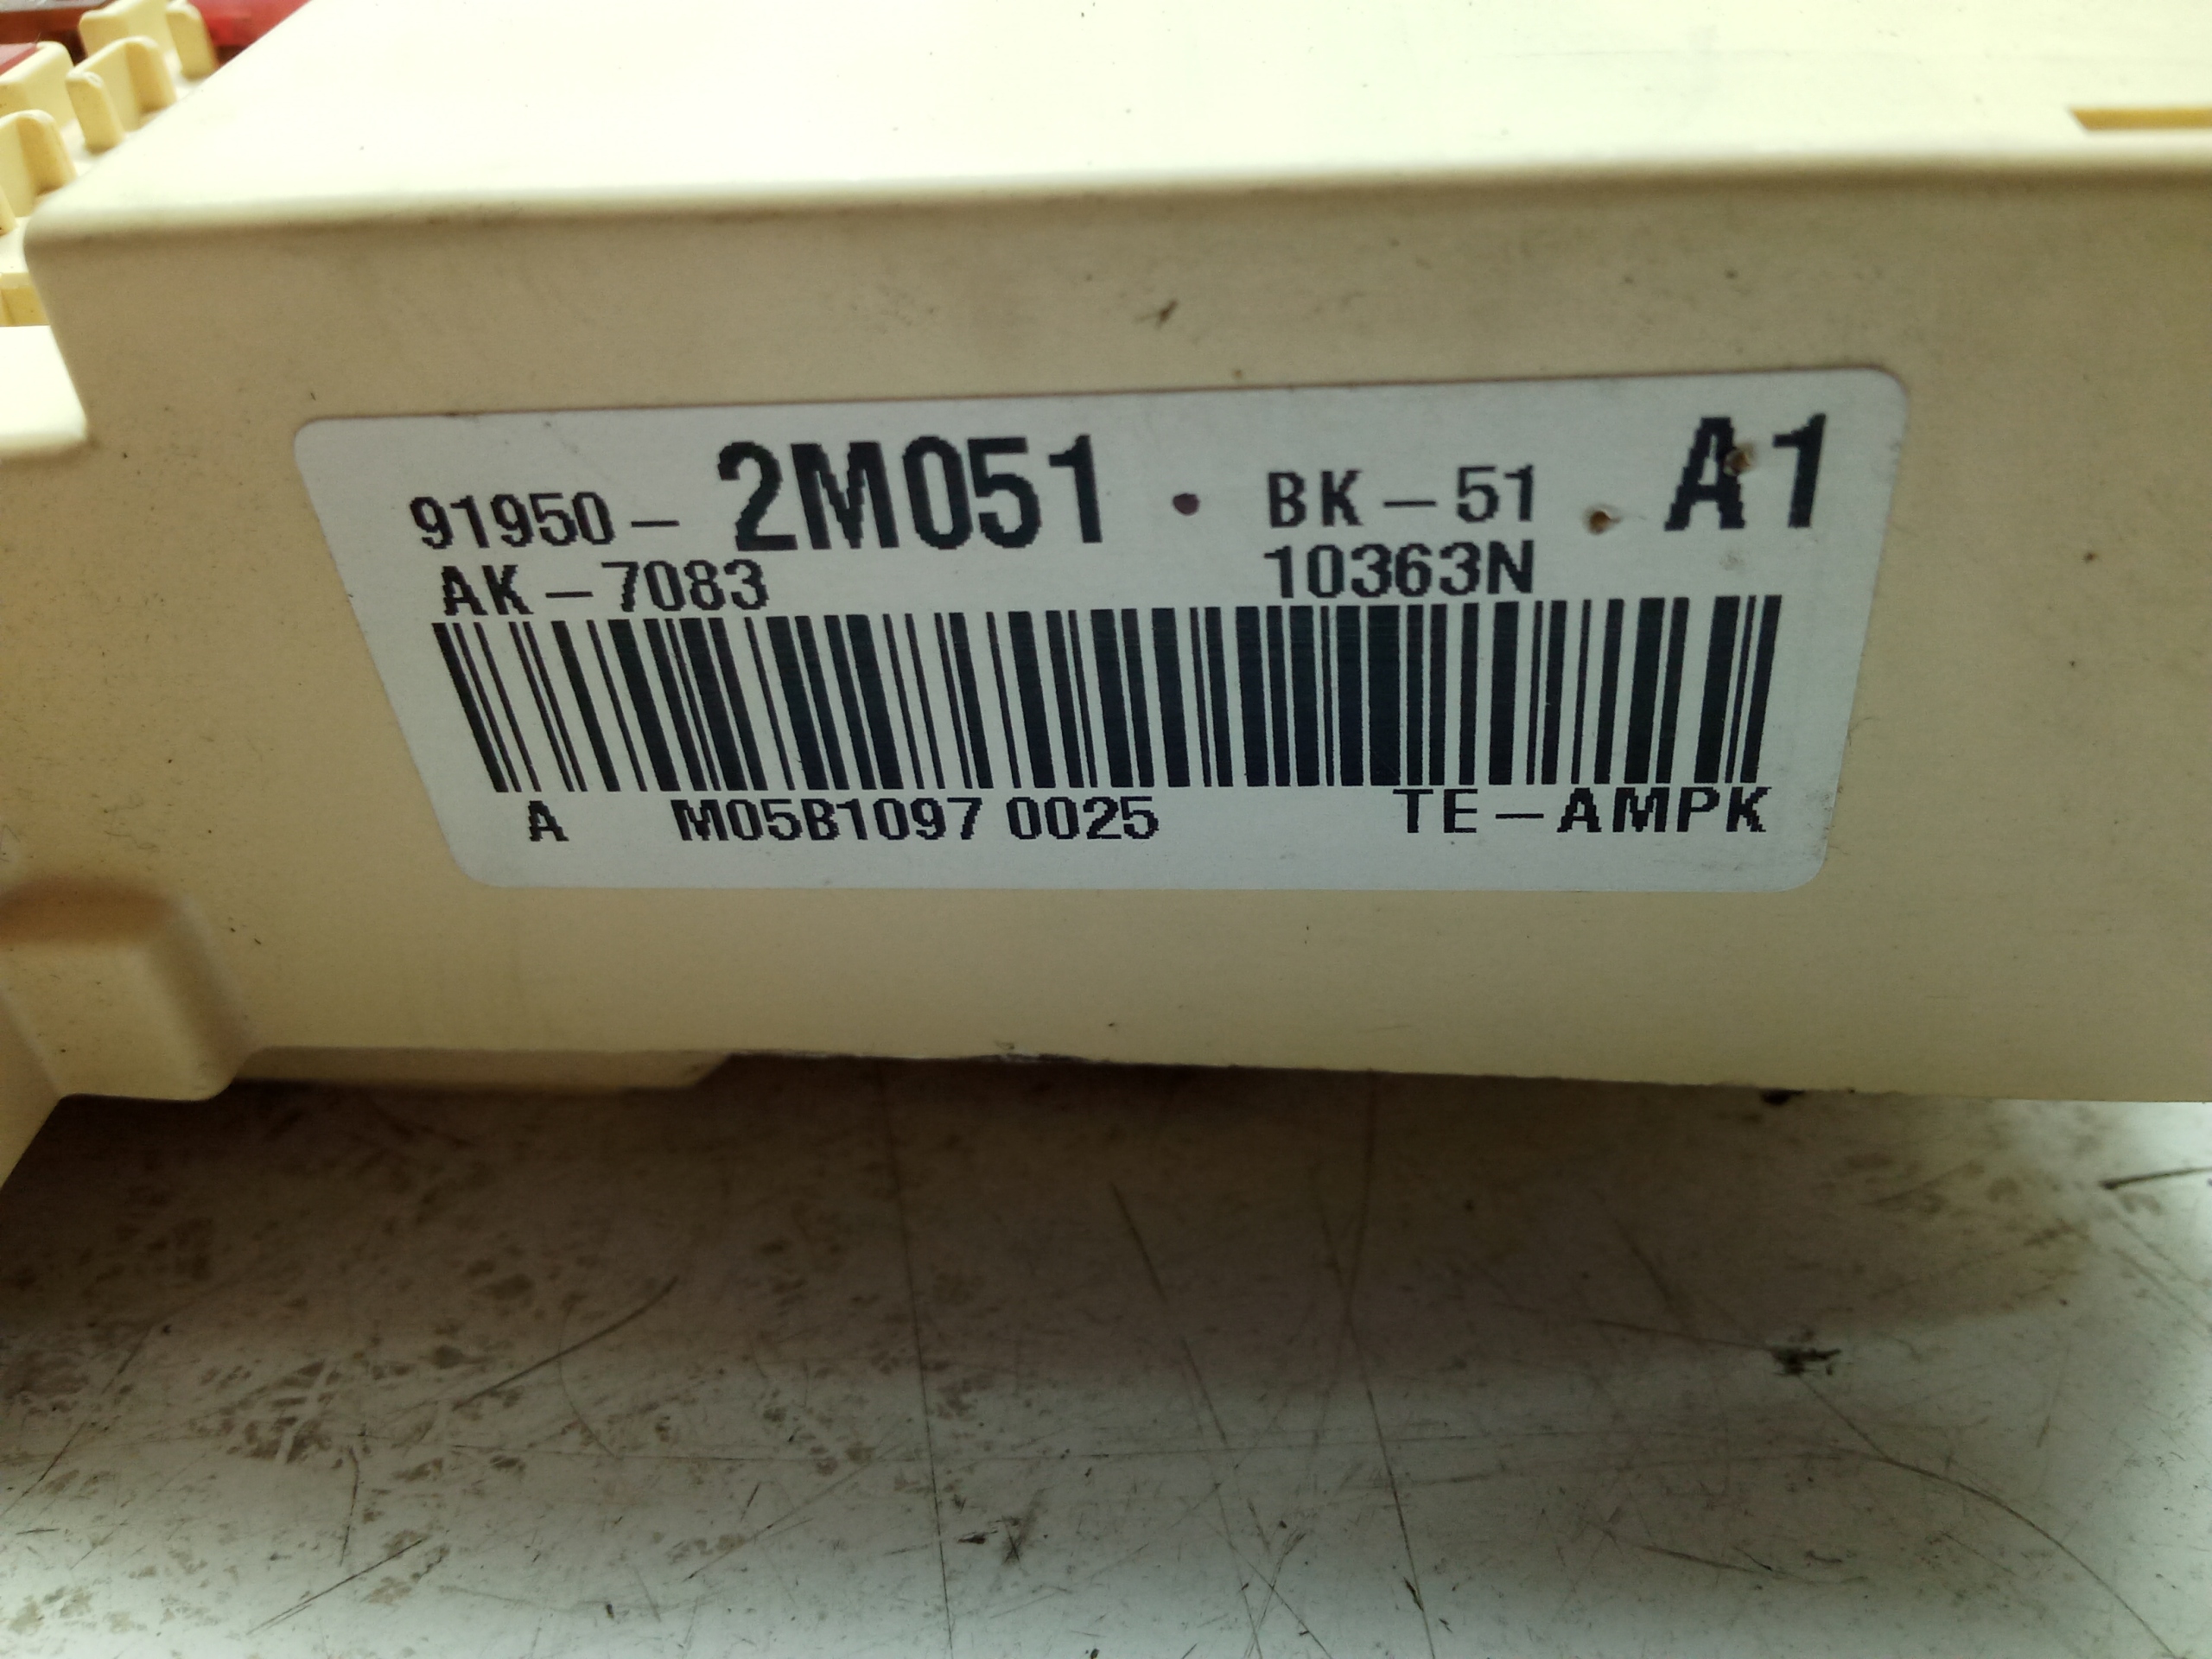 91950-2M051 BK-51 A1
AK-7083 10363N
A M05B1097 0025 TE-AMPK